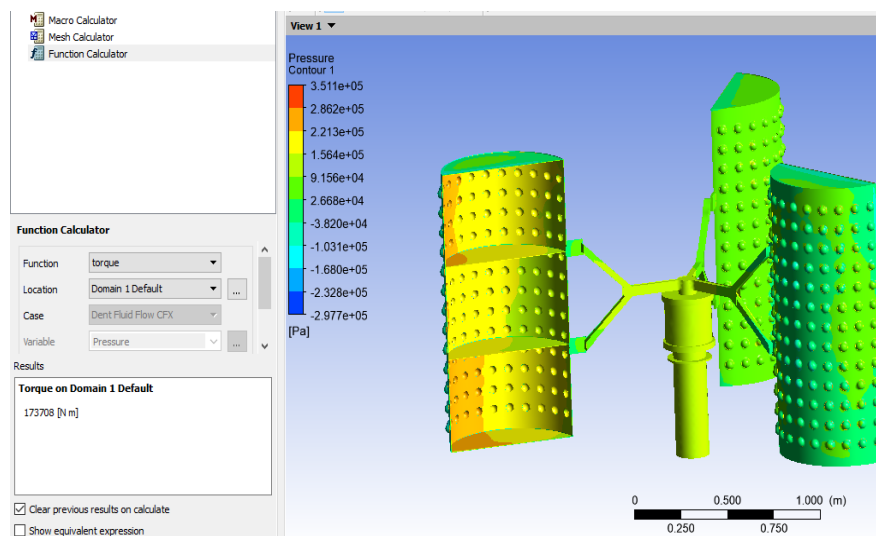 Macro Calculator
Mesh Calculator
Function Calculator
Function Calculator
Function torque
Location Domain 1 Default ...
Case Dent Fluid Flow CFX
Variable Pressure ...
Results
Torque on Domain 1 Default
173708 [N m]
Clear previous results on calculate
Show equivalent expression
View 1
Pressure
Contour 1
3.511e+05
2.862e+05
2.213e+05
1.564e+05
9.156e+04
2.668e+04
-3.820e+04
-1.031e+05
-1.680e+05
-2.328e+05
-2.977e+05
[Pa]
0 0.500 1.000 (m)
0.250 0.750